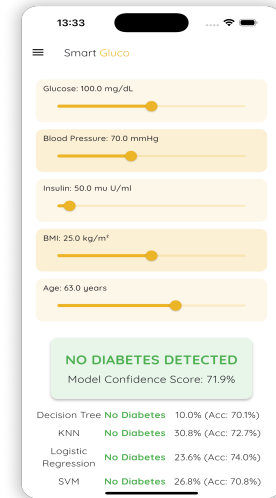 13:33
Smart Gluco
Glucose: 100.0 mg/dL
Blood Pressure: 70.0 mmHg
Insulin: 50.0 mu U/ml
BMI: 25.0 kg/m²
Age: 63.0 years
NO DIABETES DETECTED
Model Confidence Score: 71.9%
Decision Tree No Diabetes 10.0% (Acc: 70.1%)
KNN No Diabetes 30.8% (Acc: 72.7%)
Logistic
Regression No Diabetes 23.6% (Acc: 74.0%)
SVM No Diabetes 26.8% (Acc: 70.8%)